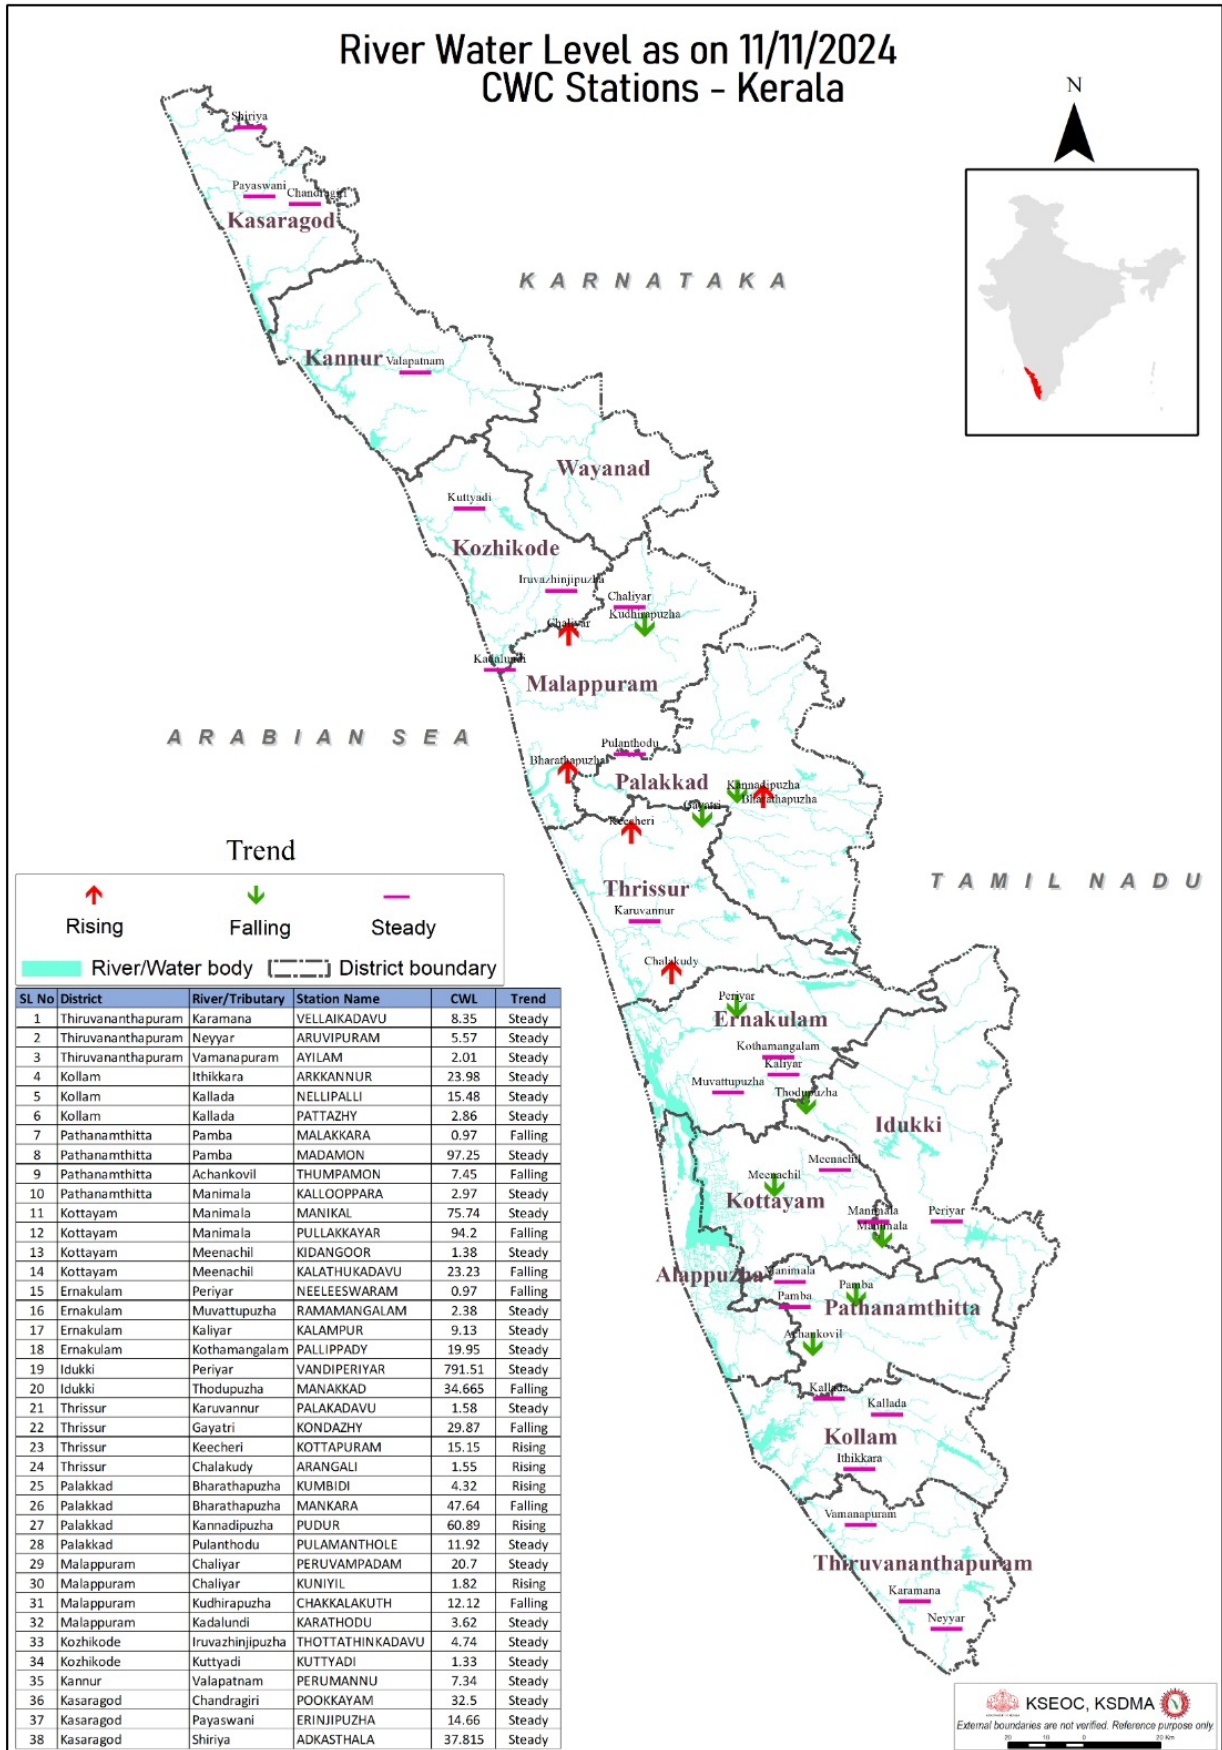 River Water Level as on 11/11/2024
CWC Stations - Kerala
N
Shiriya
Payaswani
Chandragiri
Kasaragod
KARNATAKA
Kannur
Valapatnam
Wayanad
Kuttyadi
Kozhikode
Iruvazhinjipuzha
Chaliyar
Kudhirapuzha
Chaliyar
Kadalundi
Malappuram
ARABIAN SEA
Pulanthodu
Bharathapuzha
Palakkad
Kannadipuzha
Bharathapuzha
Gayatri
Keecheri
Thrissur
TAMIL NADU
Karuvannur
Chalakudy
Periyar
Ernakulam
Kothamangalam
Kaliyar
Muvattupuzha
Thodupuzha
Idukki
Meenachil
Meenachil
Kottayam
Manimala
Periyar
Manimala
Alappuzha
Manimala
Pamba
Pamba
Pathanamthitta
Achankovil
Kallada
Kallada
Kollam
Ithikkara
Vamanapuram
Thiruvananthapuram
Karamana
Neyyar
Trend
Rising Falling Steady
River/Water body District boundary
SL No District River/Tributary Station Name CWL Trend
1 Thiruvananthapuram Karamana VELLAIKADAVU 8.35 Steady
2 Thiruvananthapuram Neyyar ARUVIPURAM 5.57 Steady
3 Thiruvananthapuram Vamanapuram AYILAM 2.01 Steady
4 Kollam Ithikkara ARKKANNUR 23.98 Steady
5 Kollam Kallada NELLIPALLI 15.48 Steady
6 Kollam Kallada PATTAZHY 2.86 Steady
7 Pathanamthitta Pamba MALAKKARA 0.97 Falling
8 Pathanamthitta Pamba MADAMON 97.25 Steady
9 Pathanamthitta Achankovil THUMPAMON 7.45 Falling
10 Pathanamthitta Manimala KALLOOPPARA 2.97 Steady
11 Kottayam Manimala MANIKAL 75.74 Steady
12 Kottayam Manimala PULLAKKAYAR 94.2 Falling
13 Kottayam Meenachil KIDANGOOR 1.38 Steady
14 Kottayam Meenachil KALATHUKADAVU 23.23 Falling
15 Ernakulam Periyar NEELEESWARAM 0.97 Falling
16 Ernakulam Muvattupuzha RAMAMANGALAM 2.38 Steady
17 Ernakulam Kaliyar KALAMPUR 9.13 Steady
18 Ernakulam Kothamangalam PALLIPPADY 19.95 Steady
19 Idukki Periyar VANDIPERIYAR 791.51 Steady
20 Idukki Thodupuzha MANAKKAD 34.665 Falling
21 Thrissur Karuvannur PALAKADAVU 1.58 Steady
22 Thrissur Gayatri KONDAZHY 29.87 Falling
23 Thrissur Keecheri KOTTAPURAM 15.15 Rising
24 Thrissur Chalakudy ARANGALI 1.55 Rising
25 Palakkad Bharathapuzha KUMBIDI 4.32 Rising
26 Palakkad Bharathapuzha MANKARA 47.64 Falling
27 Palakkad Kannadipuzha PUDUR 60.89 Rising
28 Palakkad Pulanthodu PULAMANTHOLE 11.92 Steady
29 Malappuram Chaliyar PERUVAMPADAM 20.7 Steady
30 Malappuram Chaliyar KUNIYIL 1.82 Rising
31 Malappuram Kudhirapuzha CHAKKALAKUTH 12.12 Falling
32 Malappuram Kadalundi KARATHODU 3.62 Steady
33 Kozhikode Iruvazhinjipuzha THOTTATHINKADAVU 4.74 Steady
34 Kozhikode Kuttyadi KUTTYADI 1.33 Steady
35 Kannur Valapatnam PERUMANNU 7.34 Steady
36 Kasaragod Chandragiri POOKKAYAM 32.5 Steady
37 Kasaragod Payaswani ERINJIPUZHA 14.66 Steady
38 Kasaragod Shiriya ADKASTHALA 37.815 Steady
KSEOC, KSDMA
External boundaries are not verified. Reference purpose only.
20 10 0 20 Km